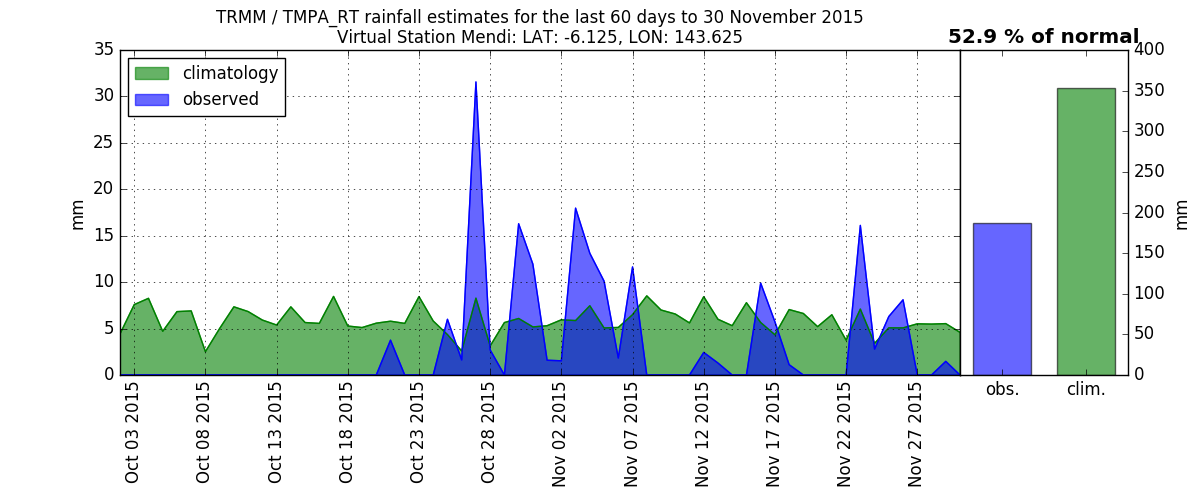 TRMM / TMPA_RT rainfall estimates for the last 60 days to 30 November 2015
Virtual Station Mendi: LAT: -6.125, LON: 143.625
52.9 % of normal
climatology
observed
mm
35
30
25
20
15
10
5
0
Oct 03 2015
Oct 08 2015
Oct 13 2015
Oct 18 2015
Oct 23 2015
Oct 28 2015
Nov 02 2015
Nov 07 2015
Nov 12 2015
Nov 17 2015
Nov 22 2015
Nov 27 2015
obs.
clim.
400
350
300
250
200
150
100
50
0
mm